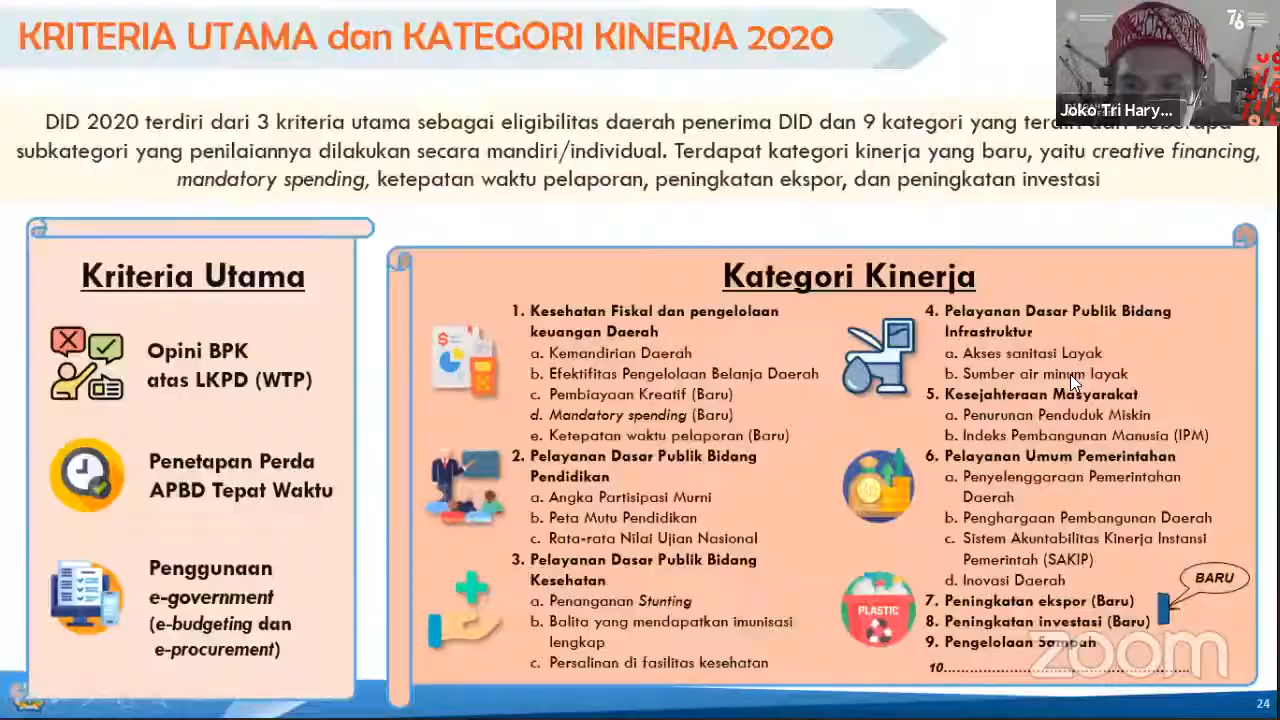 KRITERIA UTAMA dan KATEGORI KINERJA 2020
76
Joko Tri Hary...
DID 2020 terdiri dari 3 kriteria utama sebagai eligibilitas daerah penerima DID dan 9 kategori yang terdiri dari beberapa
subkategori yang penilaiannya dilakukan secara mandiri/individual. Terdapat kategori kinerja yang baru, yaitu creative financing,
mandatory spending, ketepatan waktu pelaporan, peningkatan ekspor, dan peningkatan investasi
Kriteria Utama
Opini BPK
atas LKPD (WTP)
Penetapan Perda
APBD Tepat Waktu
Penggunaan
e-government
(e-budgeting dan
e-procurement)
Kategori Kinerja
1. Kesehatan Fiskal dan pengelolaan
keuangan Daerah
a. Kemandirian Daerah
b. Efektifitas Pengelolaan Belanja Daerah
c. Pembiayaan Kreatif (Baru)
d. Mandatory spending (Baru)
e. Ketepatan waktu pelaporan (Baru)
2. Pelayanan Dasar Publik Bidang
Pendidikan
a. Angka Partisipasi Murni
b. Peta Mutu Pendidikan
c. Rata-rata Nilai Ujian Nasional
3. Pelayanan Dasar Publik Bidang
Kesehatan
a. Penanganan Stunting
b. Balita yang mendapatkan imunisasi
lengkap
c. Persalinan di fasilitas kesehatan
4. Pelayanan Dasar Publik Bidang
Infrastruktur
a. Akses sanitasi Layak
b. Sumber air minum layak
5. Kesejahteraan Masyarakat
a. Penurunan Penduduk Miskin
b. Indeks Pembangunan Manusia (IPM)
6. Pelayanan Umum Pemerintahan
a. Penyelenggaraan Pemerintahan
Daerah
b. Penghargaan Pembangunan Daerah
c. Sistem Akuntabilitas Kinerja Instansi
Pemerintah (SAKIP)
d. Inovasi Daerah
7. Peningkatan ekspor (Baru)
8. Peningkatan investasi (Baru)
9. Pengelolaan Sampah
10..................................................
BARU
PLASTIC
zoom
24